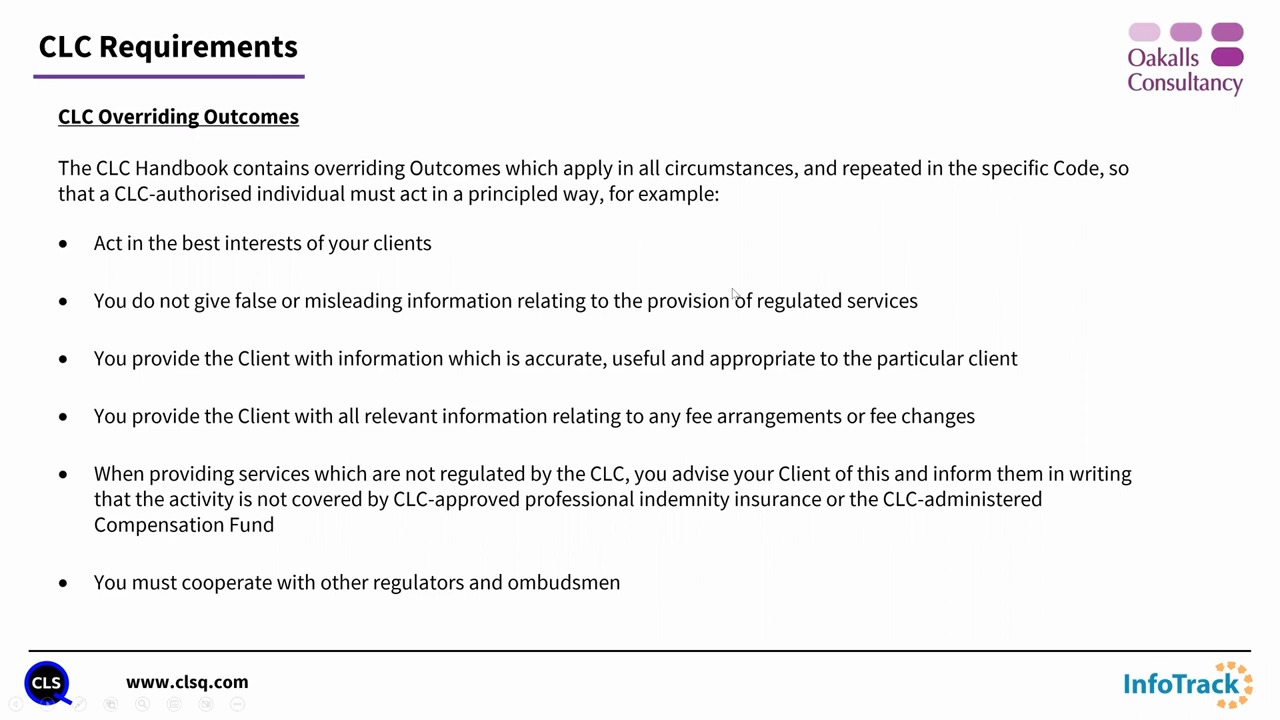 CLC Requirements
Oakalls
Consultancy
CLC Overriding Outcomes
The CLC Handbook contains overriding Outcomes which apply in all circumstances, and repeated in the specific Code, so
that a CLC-authorised individual must act in a principled way, for example:
• Act in the best interests of your clients
• You do not give false or misleading information relating to the provision of regulated services
• You provide the Client with information which is accurate, useful and appropriate to the particular client
• You provide the Client with all relevant information relating to any fee arrangements or fee changes
• When providing services which are not regulated by the CLC, you advise your Client of this and inform them in writing
that the activity is not covered by CLC-approved professional indemnity insurance or the CLC-administered
Compensation Fund
• You must cooperate with other regulators and ombudsmen
CLS
www.clsq.com
InfoTrack